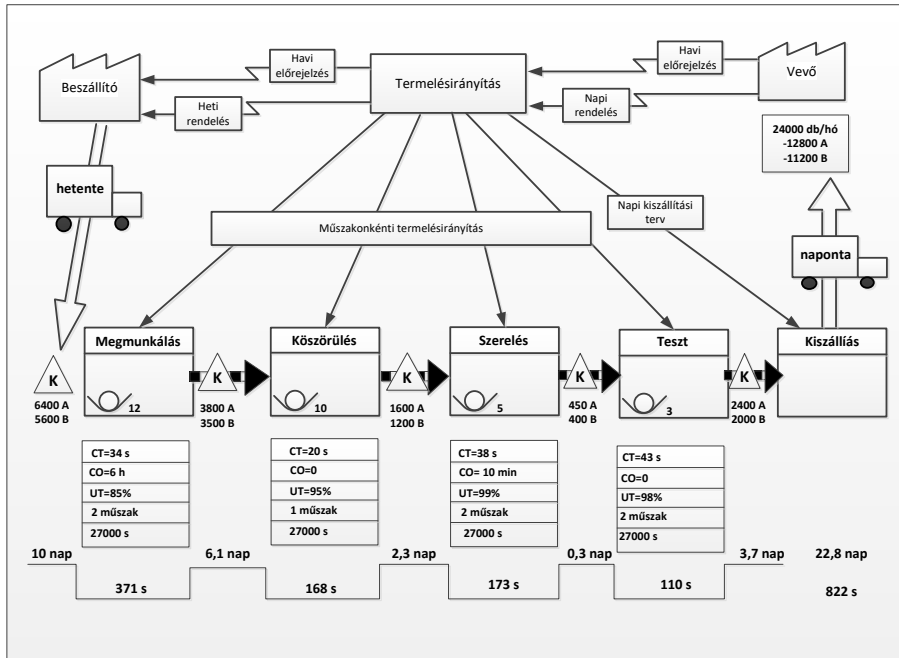 Beszállító
Havi
előrejelzés
Heti
rendelés
Termelésirányítás
Havi
előrejelzés
Napi
rendelés
Vevő
24000 db/hó
-12800 A
-11200 B
hetente
Műszakonkénti termelésirányítás
Napi kiszállítási
terv
naponta
K
6400 A
5600 B
Megmunkálás
12
K
3800 A
3500 B
Köszörülés
10
K
1600 A
1200 B
Szerelés
5
K
450 A
400 B
Teszt
3
K
2400 A
2000 B
Kiszállíás
CT=34 s
CO=6 h
UT=85%
2 műszak
27000 s
CT=20 s
CO=0
UT=95%
1 műszak
27000 s
CT=38 s
CO= 10 min
UT=99%
2 műszak
27000 s
CT=43 s
CO=0
UT=98%
2 műszak
27000 s
10 nap
6,1 nap
2,3 nap
0,3 nap
3,7 nap
22,8 nap
371 s
168 s
173 s
110 s
822 s